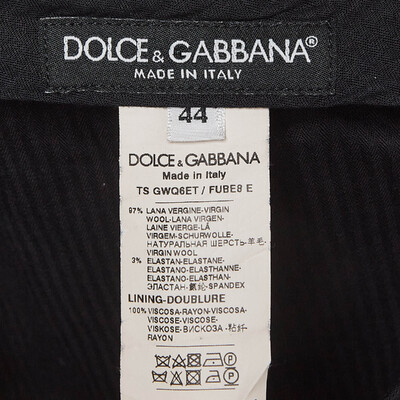 DOLCE & GABBANA®
MADE IN ITALY
44
DOLCE & GABBANA
Made in Italy
TS GWQ6ET / FUBE8 E
97% LANA VERGINE-VIRGIN
WOOL-LANA VIRGEN-
LAINE VIERGE-LÃ
VIRGEM-SCHURWOLLE-
НАТУРАЛЬНАЯ ШЕРСТЬ-羊毛-
VIRGIN WOOL
3% ELASTAN-ELASTANE-
ELASTANO-ELASTHANNE-
ELASTANO-ELASTHAN-
ЭЛАСТАН-氨纶-SPANDEX
LINING-DOUBLURE
100% VISCOSA-RAYON-VISCOSA-
VISCOSE-VISCOSE-
VISKOSE-ВИСКОЗА-粘纤-
RAYON
P
P